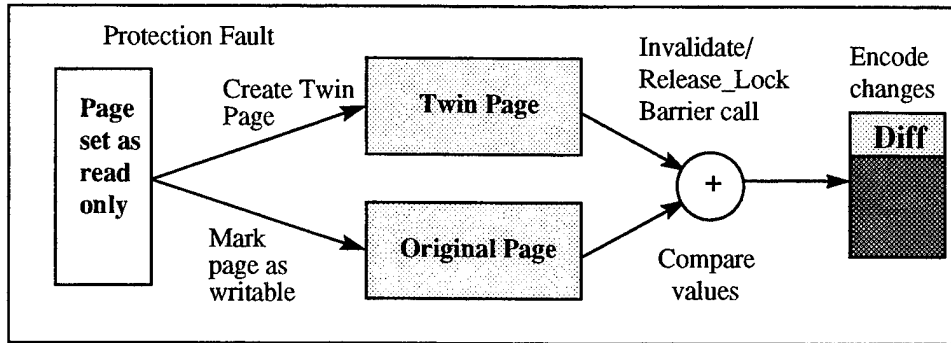 Protection Fault
Page
set as
read
only
Create Twin
Page
Mark
page as
writable
Twin Page
Original Page
Invalidate/
Release_Lock
Barrier call
+
Compare
values
Encode
changes
Diff